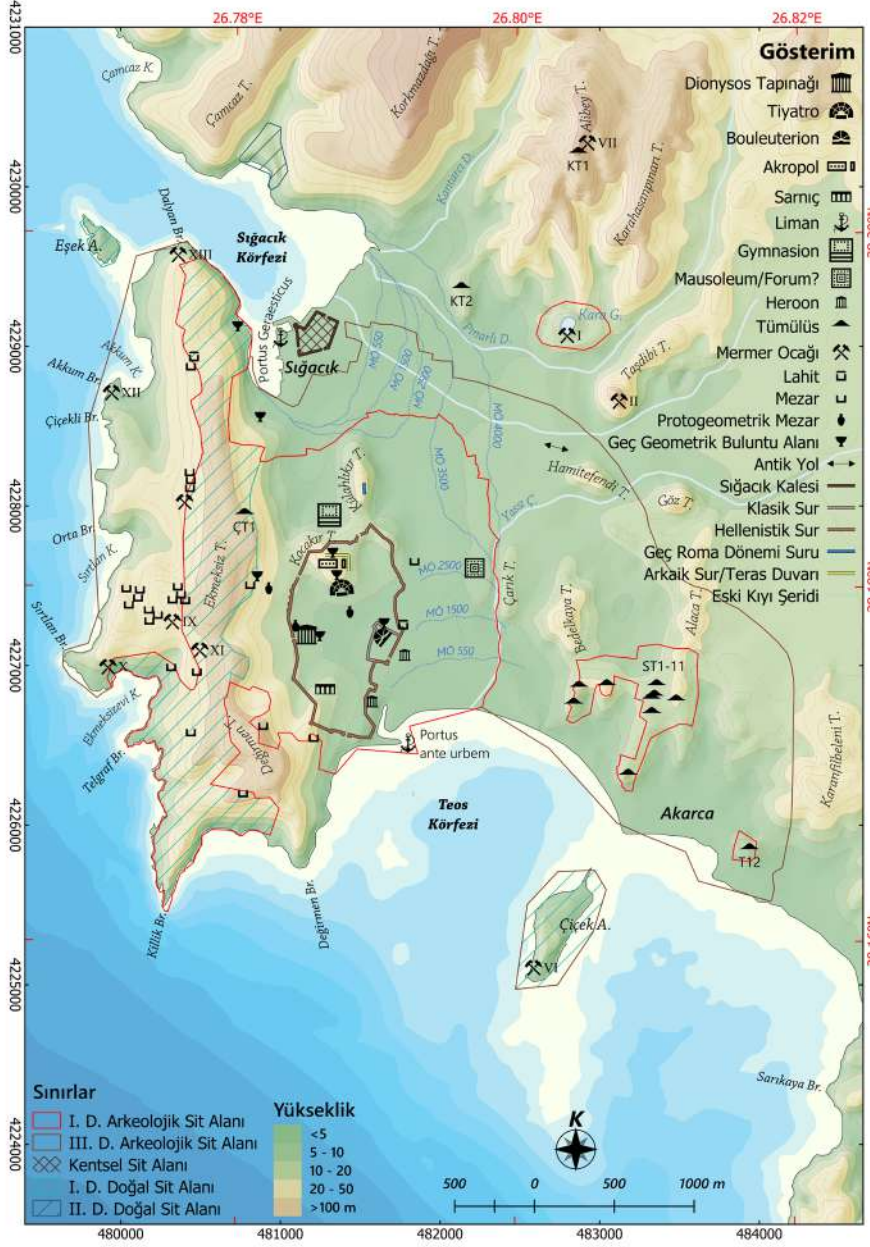 26.78°E
26.80°E
26.82°E
4231000
4230000
4229000
4228000
4227000
4226000
4225000
4224000
480000
481000
482000
483000
484000
Gösterim
Dionysos Tapınağı
Tiyatro
Bouleuterion
Akropol
Sarnıç
Liman
Gymnasion
Mausoleum/Forum?
Heroon
Tümülüs
Mermer Ocağı
Lahit
Mezar
Protogeometrik Mezar
Geç Geometrik Buluntu Alanı
Antik Yol
Sığacık Kalesi
Klasik Sur
Hellenistik Sur
Geç Roma Dönemi Suru
Arkaik Sur/Teras Duvarı
Eski Kıyı Şeridi
Çamcaz K.
Çamcaz T.
Korkmazdağı T.
Alibey T.
VII
KT1
Karahasanpınarı T.
Kantara D.
Dalyan Br.
Eşek A.
XIII
Sığacık
Körfezi
KT2
Portus Geraesticus
Sığacık
Pınarlı D.
Kara G.
I
Taşdibi T.
II
Akkum K.
Akkum Br.
XII
Çiçekli Br.
MÖ 550
MÖ 1500
MÖ 2500
MÖ 4000
MÖ 3500
Külahlıkır T.
Hamitefendi T.
Göz T.
Yassı Ç.
ÇT1
Orta Br.
Sırtlan K.
Ekmeksiz T.
Kocakır T.
MÖ 2500
MÖ 1500
MÖ 550
Çarık T.
Bedelkaya T.
Alaca T.
IX
XI
Sırtlan Br.
X
ST1-11
Ekmeksizevi K.
Telgraf Br.
Değirmen T.
Portus
ante urbem
Karanfilbeleni T.
Teos
Körfezi
Akarca
T12
Killik Br.
Değirmen Br.
Çiçek A.
VI
Sarıkaya Br.
Sınırlar
I. D. Arkeolojik Sit Alanı
III. D. Arkeolojik Sit Alanı
Kentsel Sit Alanı
I. D. Doğal Sit Alanı
II. D. Doğal Sit Alanı
Yükseklik
<5
5 - 10
10 - 20
20 - 50
>100 m
K
500
0
500
1000 m